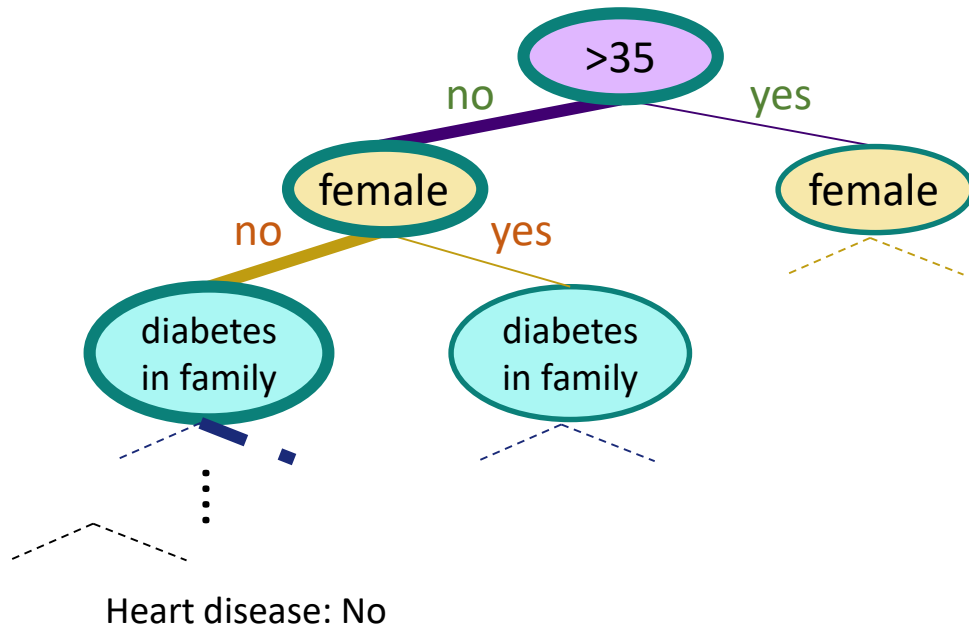 >35
no
yes
female
female
no
yes
diabetes
in family
diabetes
in family
Heart disease: No